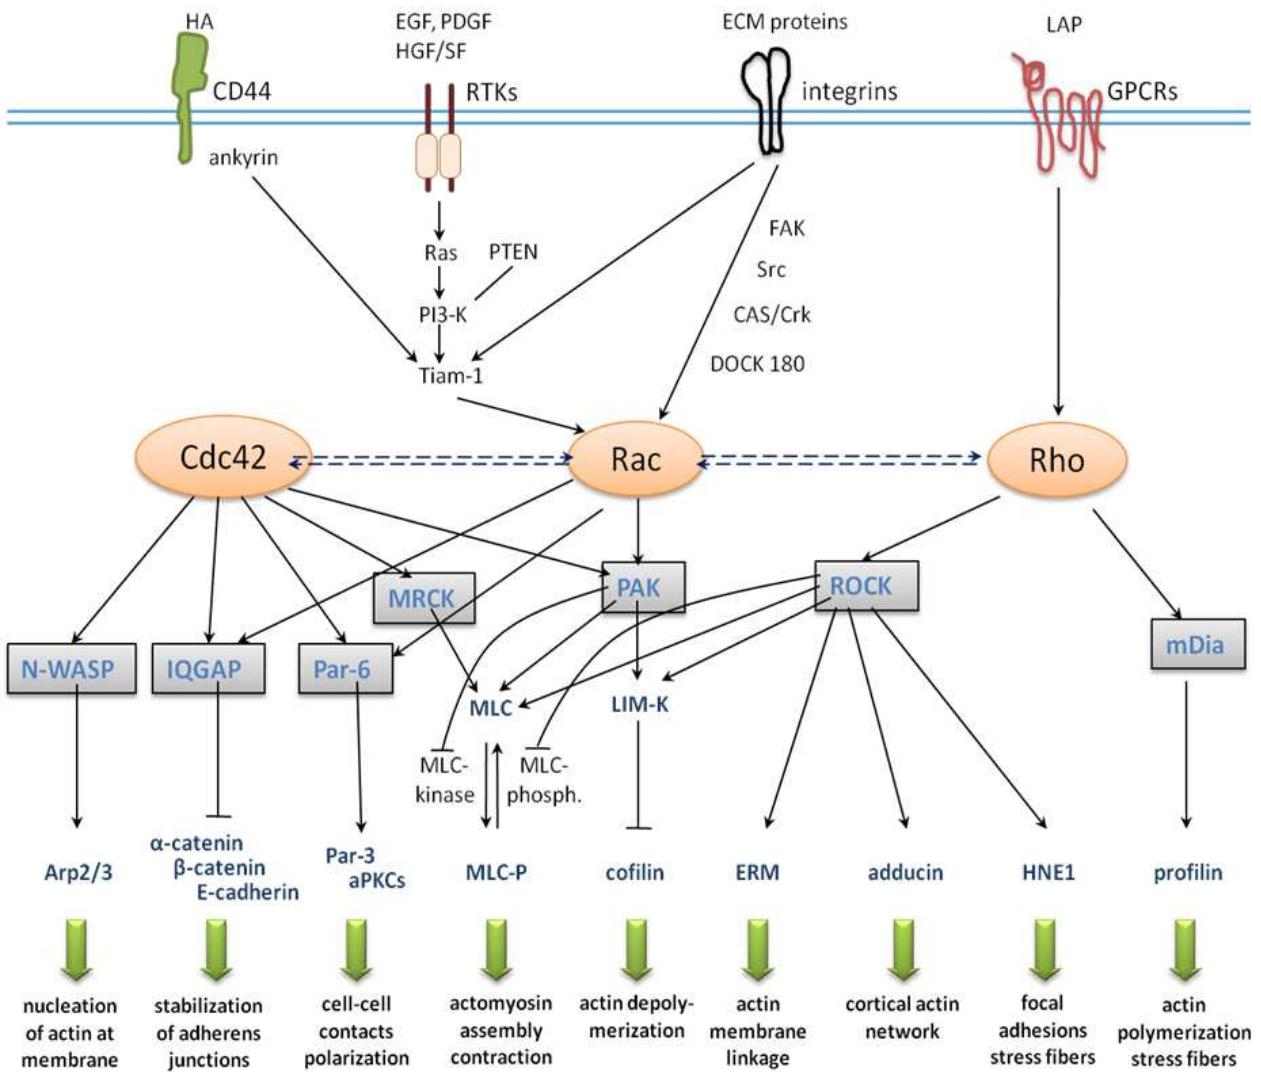 HA
EGF, PDGF
HGF/SF
ECM proteins
LAP
CD44
RTKs
integrins
GPCRs
ankyrin
FAK
Ras
PTEN
Src
PI3-K
CAS/Crk
DOCK 180
Tiam-1
Cdc42
Rac
Rho
MRCK
PAK
ROCK
N-WASP
IQGAP
Par-6
mDia
MLC
LIM-K
MLC-
kinase
MLC-
phosph.
Arp2/3
α-catenin
β-catenin
E-cadherin
Par-3
aPKCs
MLC-P
cofilin
ERM
adducin
HNE1
profilin
nucleation
of actin at
membrane
stabilization
of adherens
junctions
cell-cell
contacts
polarization
actomyosin
assembly
contraction
actin depoly-
merization
actin
membrane
linkage
cortical actin
network
focal
adhesions
stress fibers
actin
polymerization
stress fibers